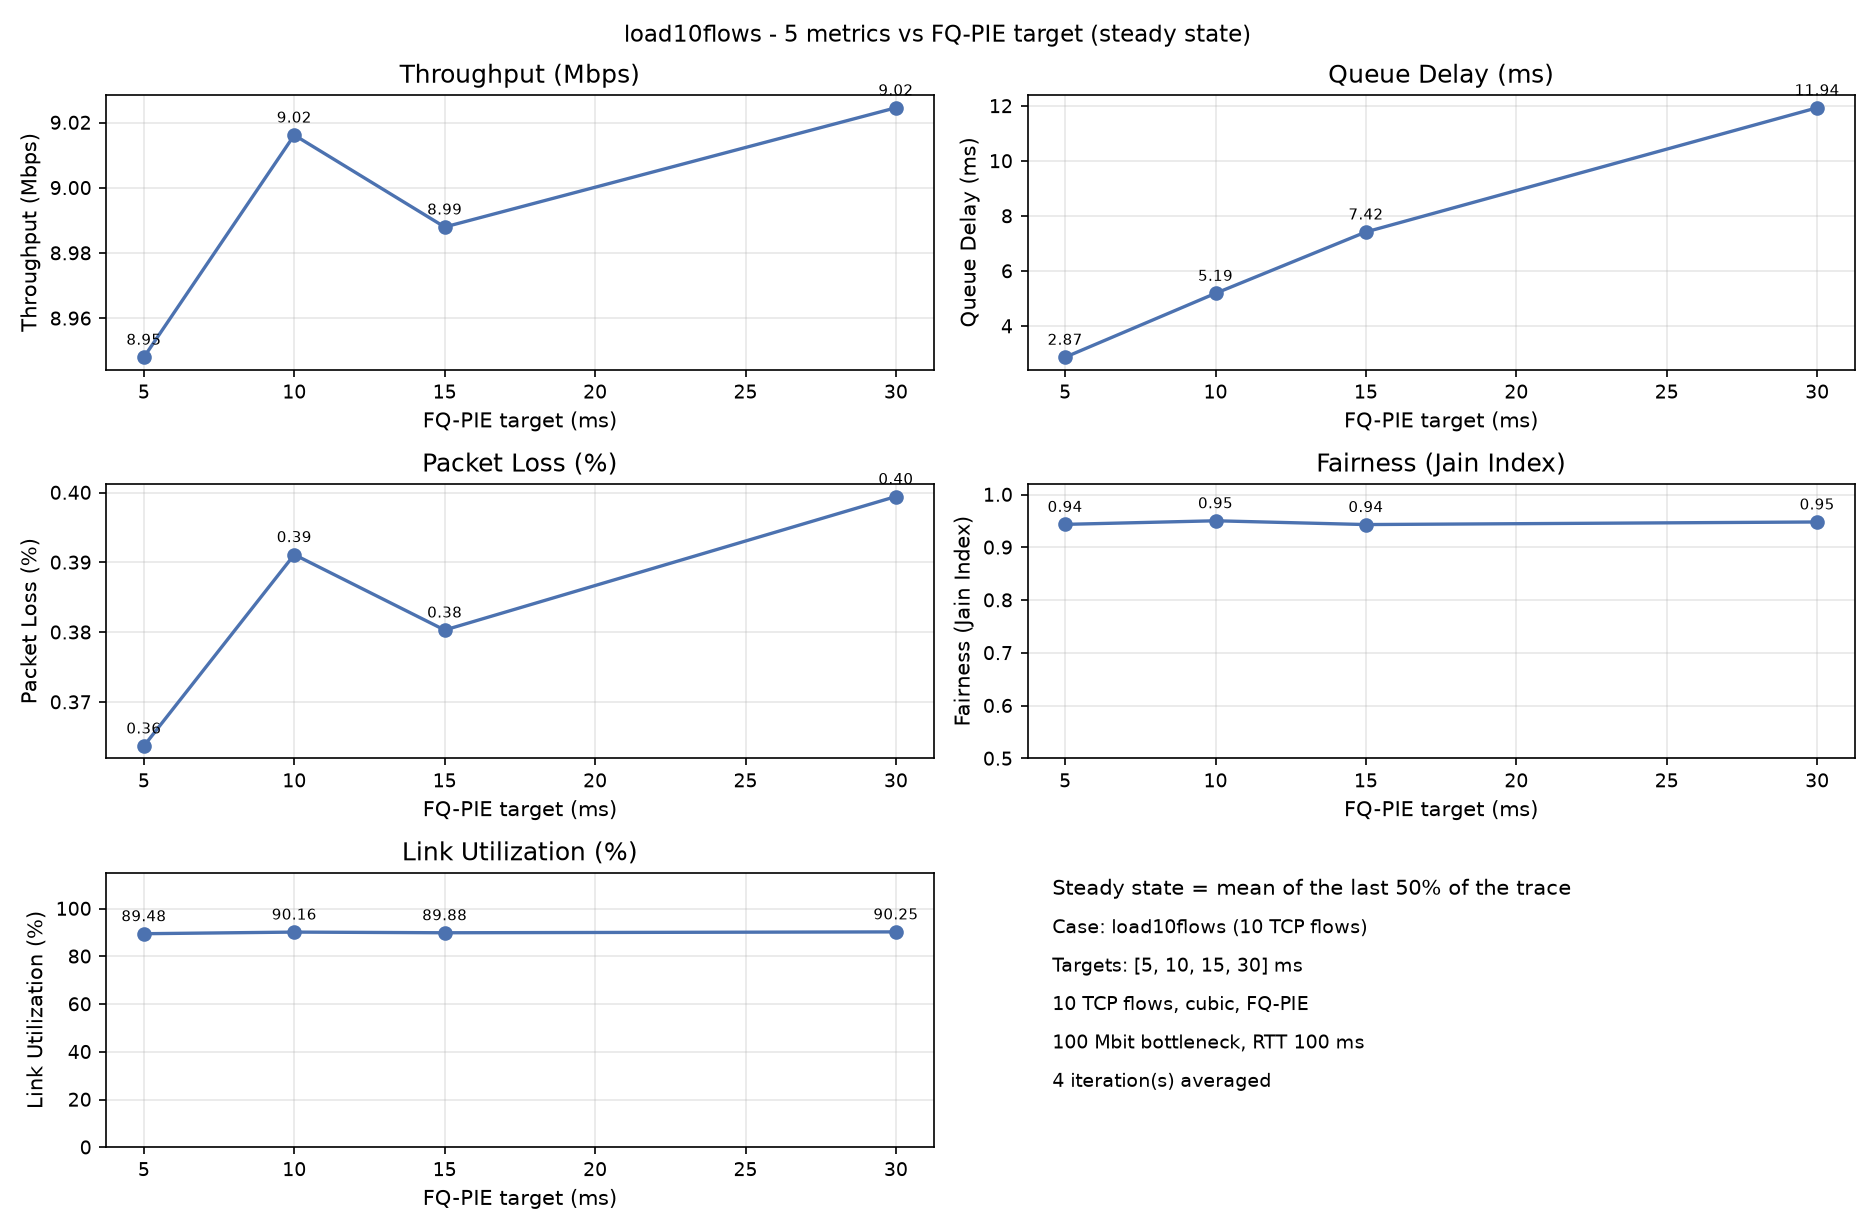 load10flows - 5 metrics vs FQ-PIE target (steady state)
Throughput (Mbps)
Throughput (Mbps)
9.02
9.00
8.98
8.96
8.95
9.02
8.99
9.02
5 10 15 20 25 30
FQ-PIE target (ms)
Queue Delay (ms)
Queue Delay (ms)
12
10
8
6
4
2.87
5.19
7.42
11.94
5 10 15 20 25 30
FQ-PIE target (ms)
Packet Loss (%)
Packet Loss (%)
0.40
0.39
0.38
0.37
0.36
0.39
0.38
0.40
5 10 15 20 25 30
FQ-PIE target (ms)
Fairness (Jain Index)
Fairness (Jain Index)
1.0
0.9
0.8
0.7
0.6
0.5
0.94
0.95
0.94
0.95
5 10 15 20 25 30
FQ-PIE target (ms)
Link Utilization (%)
Link Utilization (%)
100
80
60
40
20
0
89.48
90.16
89.88
90.25
5 10 15 20 25 30
FQ-PIE target (ms)
Steady state = mean of the last 50% of the trace
Case: load10flows (10 TCP flows)
Targets: [5, 10, 15, 30] ms
10 TCP flows, cubic, FQ-PIE
100 Mbit bottleneck, RTT 100 ms
4 iteration(s) averaged